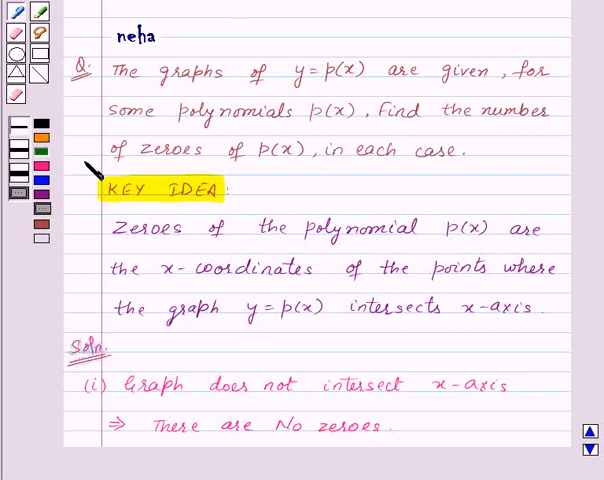 neha
Q. The graphs of y = p(x) are given, for
some polynomials p(x), Find the number
of zeroes of p(x), in each case.
KEY IDEA:
Zeroes of the polynomial p(x) are
the x-coordinates of the points where
the graph y = p(x) intersects x-axis.
Soln.
(i) Graph does not intersect x-axis
⇒ There are No zeroes.